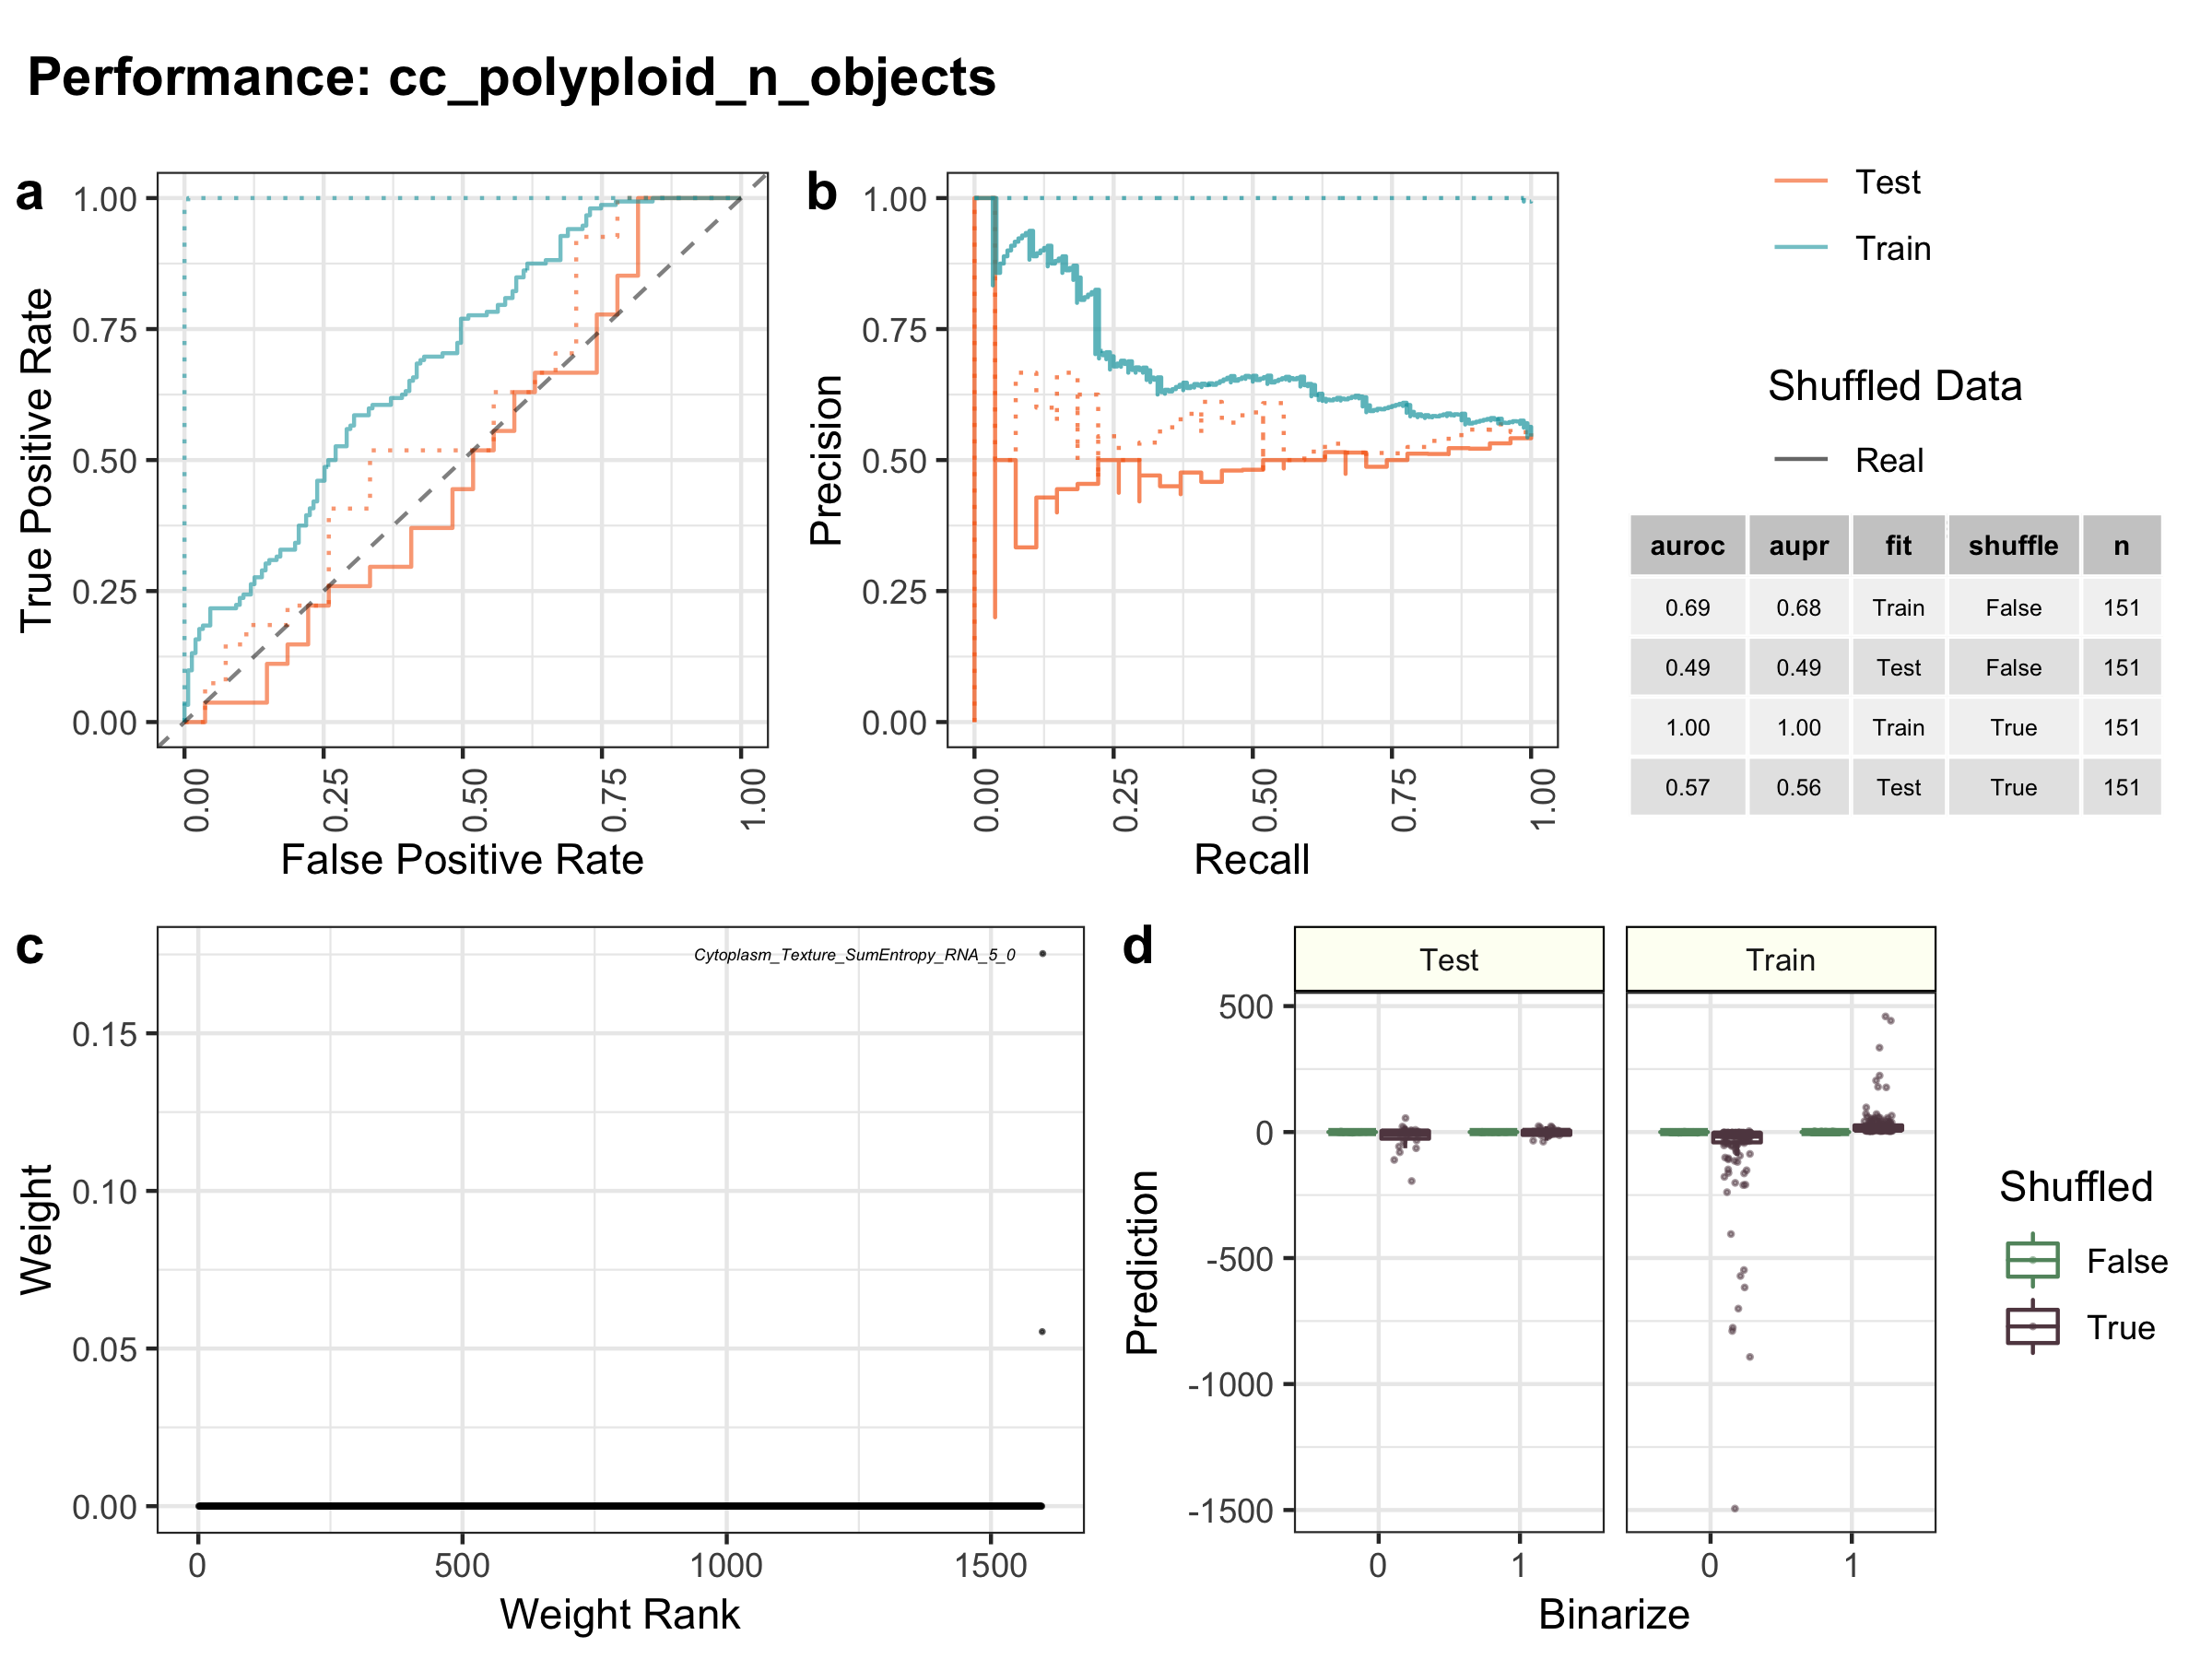 Performance: cc_polyploid_n_objects
a
1.00
0.75
0.50
0.25
0.00
True Positive Rate
0.00
0.25
0.50
0.75
1.00
False Positive Rate
b
1.00
0.75
0.50
0.25
0.00
Precision
0.00
0.25
0.50
0.75
1.00
Recall
Test
Train
Shuffled Data
Real
auroc aupr fit shuffle n
0.69 0.68 Train False 151
0.49 0.49 Test False 151
1.00 1.00 Train True 151
0.57 0.56 Test True 151
c
Cytoplasm_Texture_SumEntropy_RNA_5_0
0.15
0.10
0.05
0.00
Weight
0 500 1000 1500
Weight Rank
d
Test Train
500
0
-500
-1000
-1500
Prediction
0 1 0 1
Binarize
Shuffled
False
True